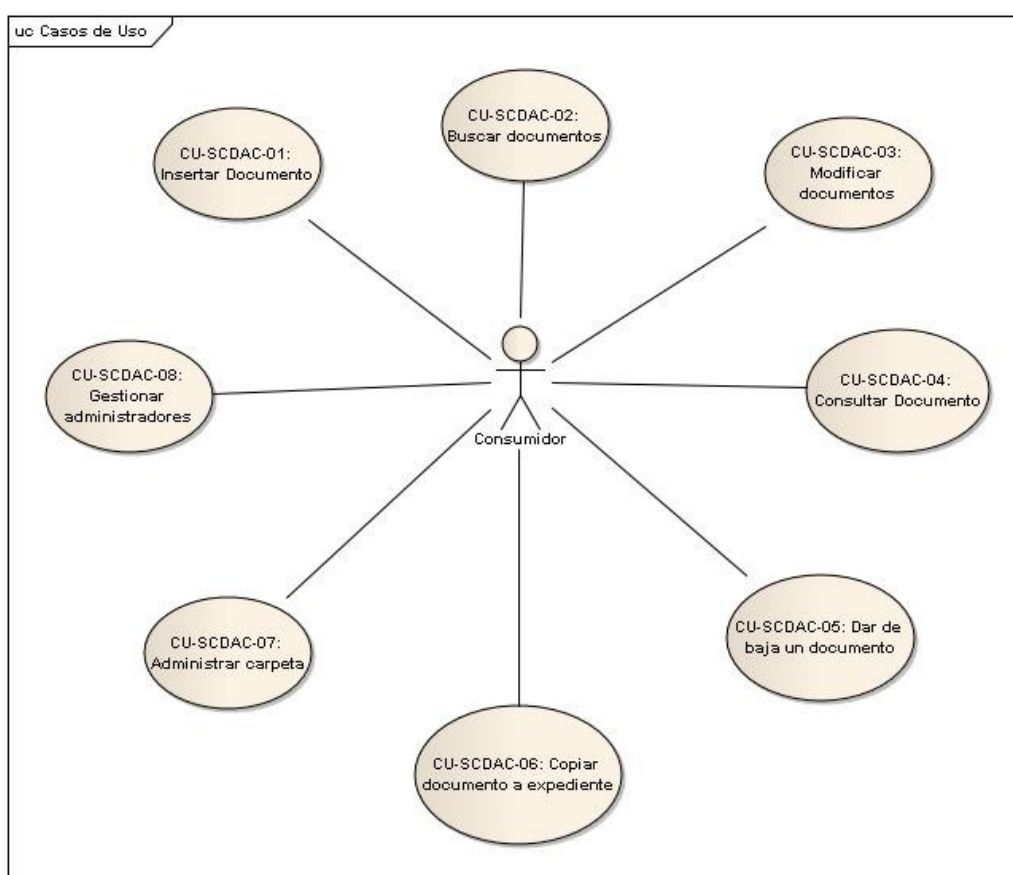 uc Casos de Uso
CU-SCDAC-01:
Insertar Documento
CU-SCDAC-02:
Buscar documentos
CU-SCDAC-03:
Modificar
documentos
CU-SCDAC-08:
Gestionar
administradores
Consumidor
CU-SCDAC-04:
Consultar Documento
CU-SCDAC-07:
Administrar carpeta
CU-SCDAC-05: Dar de
baja un documento
CU-SCDAC-06: Copiar
documento a expediente